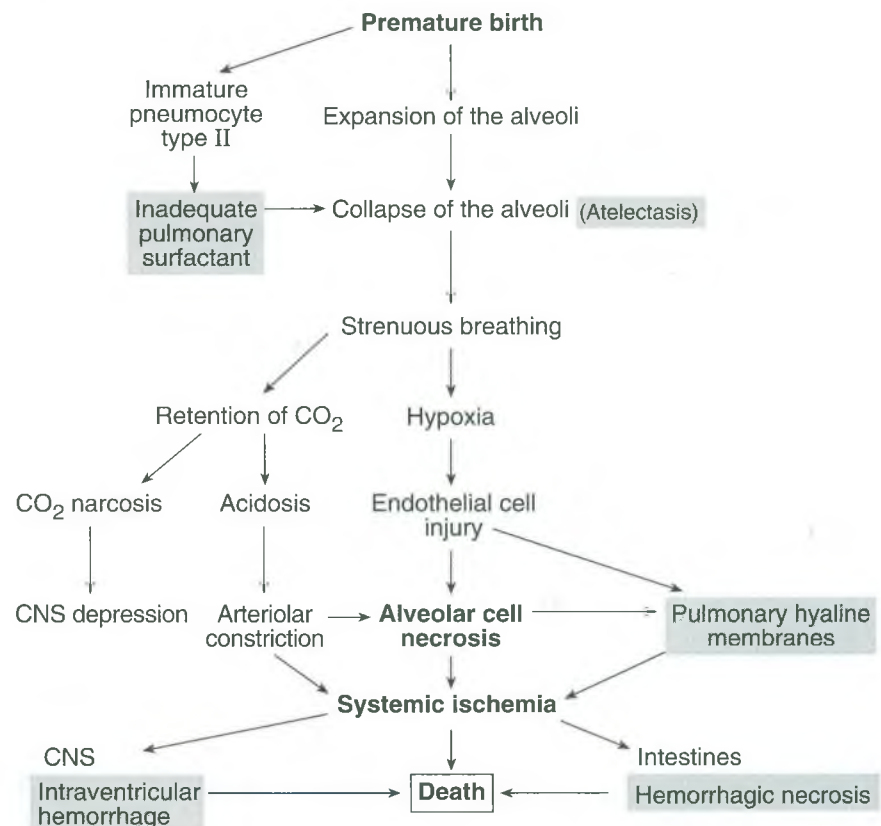 Premature birth
Immature
pneumocyte
type II
Expansion of the alveoli
Inadequate
pulmonary
surfactant
Collapse of the alveoli (Atelectasis)
Strenuous breathing
Retention of CO₂
Hypoxia
CO₂ narcosis
Acidosis
Endothelial cell
injury
CNS depression
Arteriolar
constriction
Alveolar cell
necrosis
Pulmonary hyaline
membranes
Systemic ischemia
CNS
Intraventricular
hemorrhage
Death
Intestines
Hemorrhagic necrosis